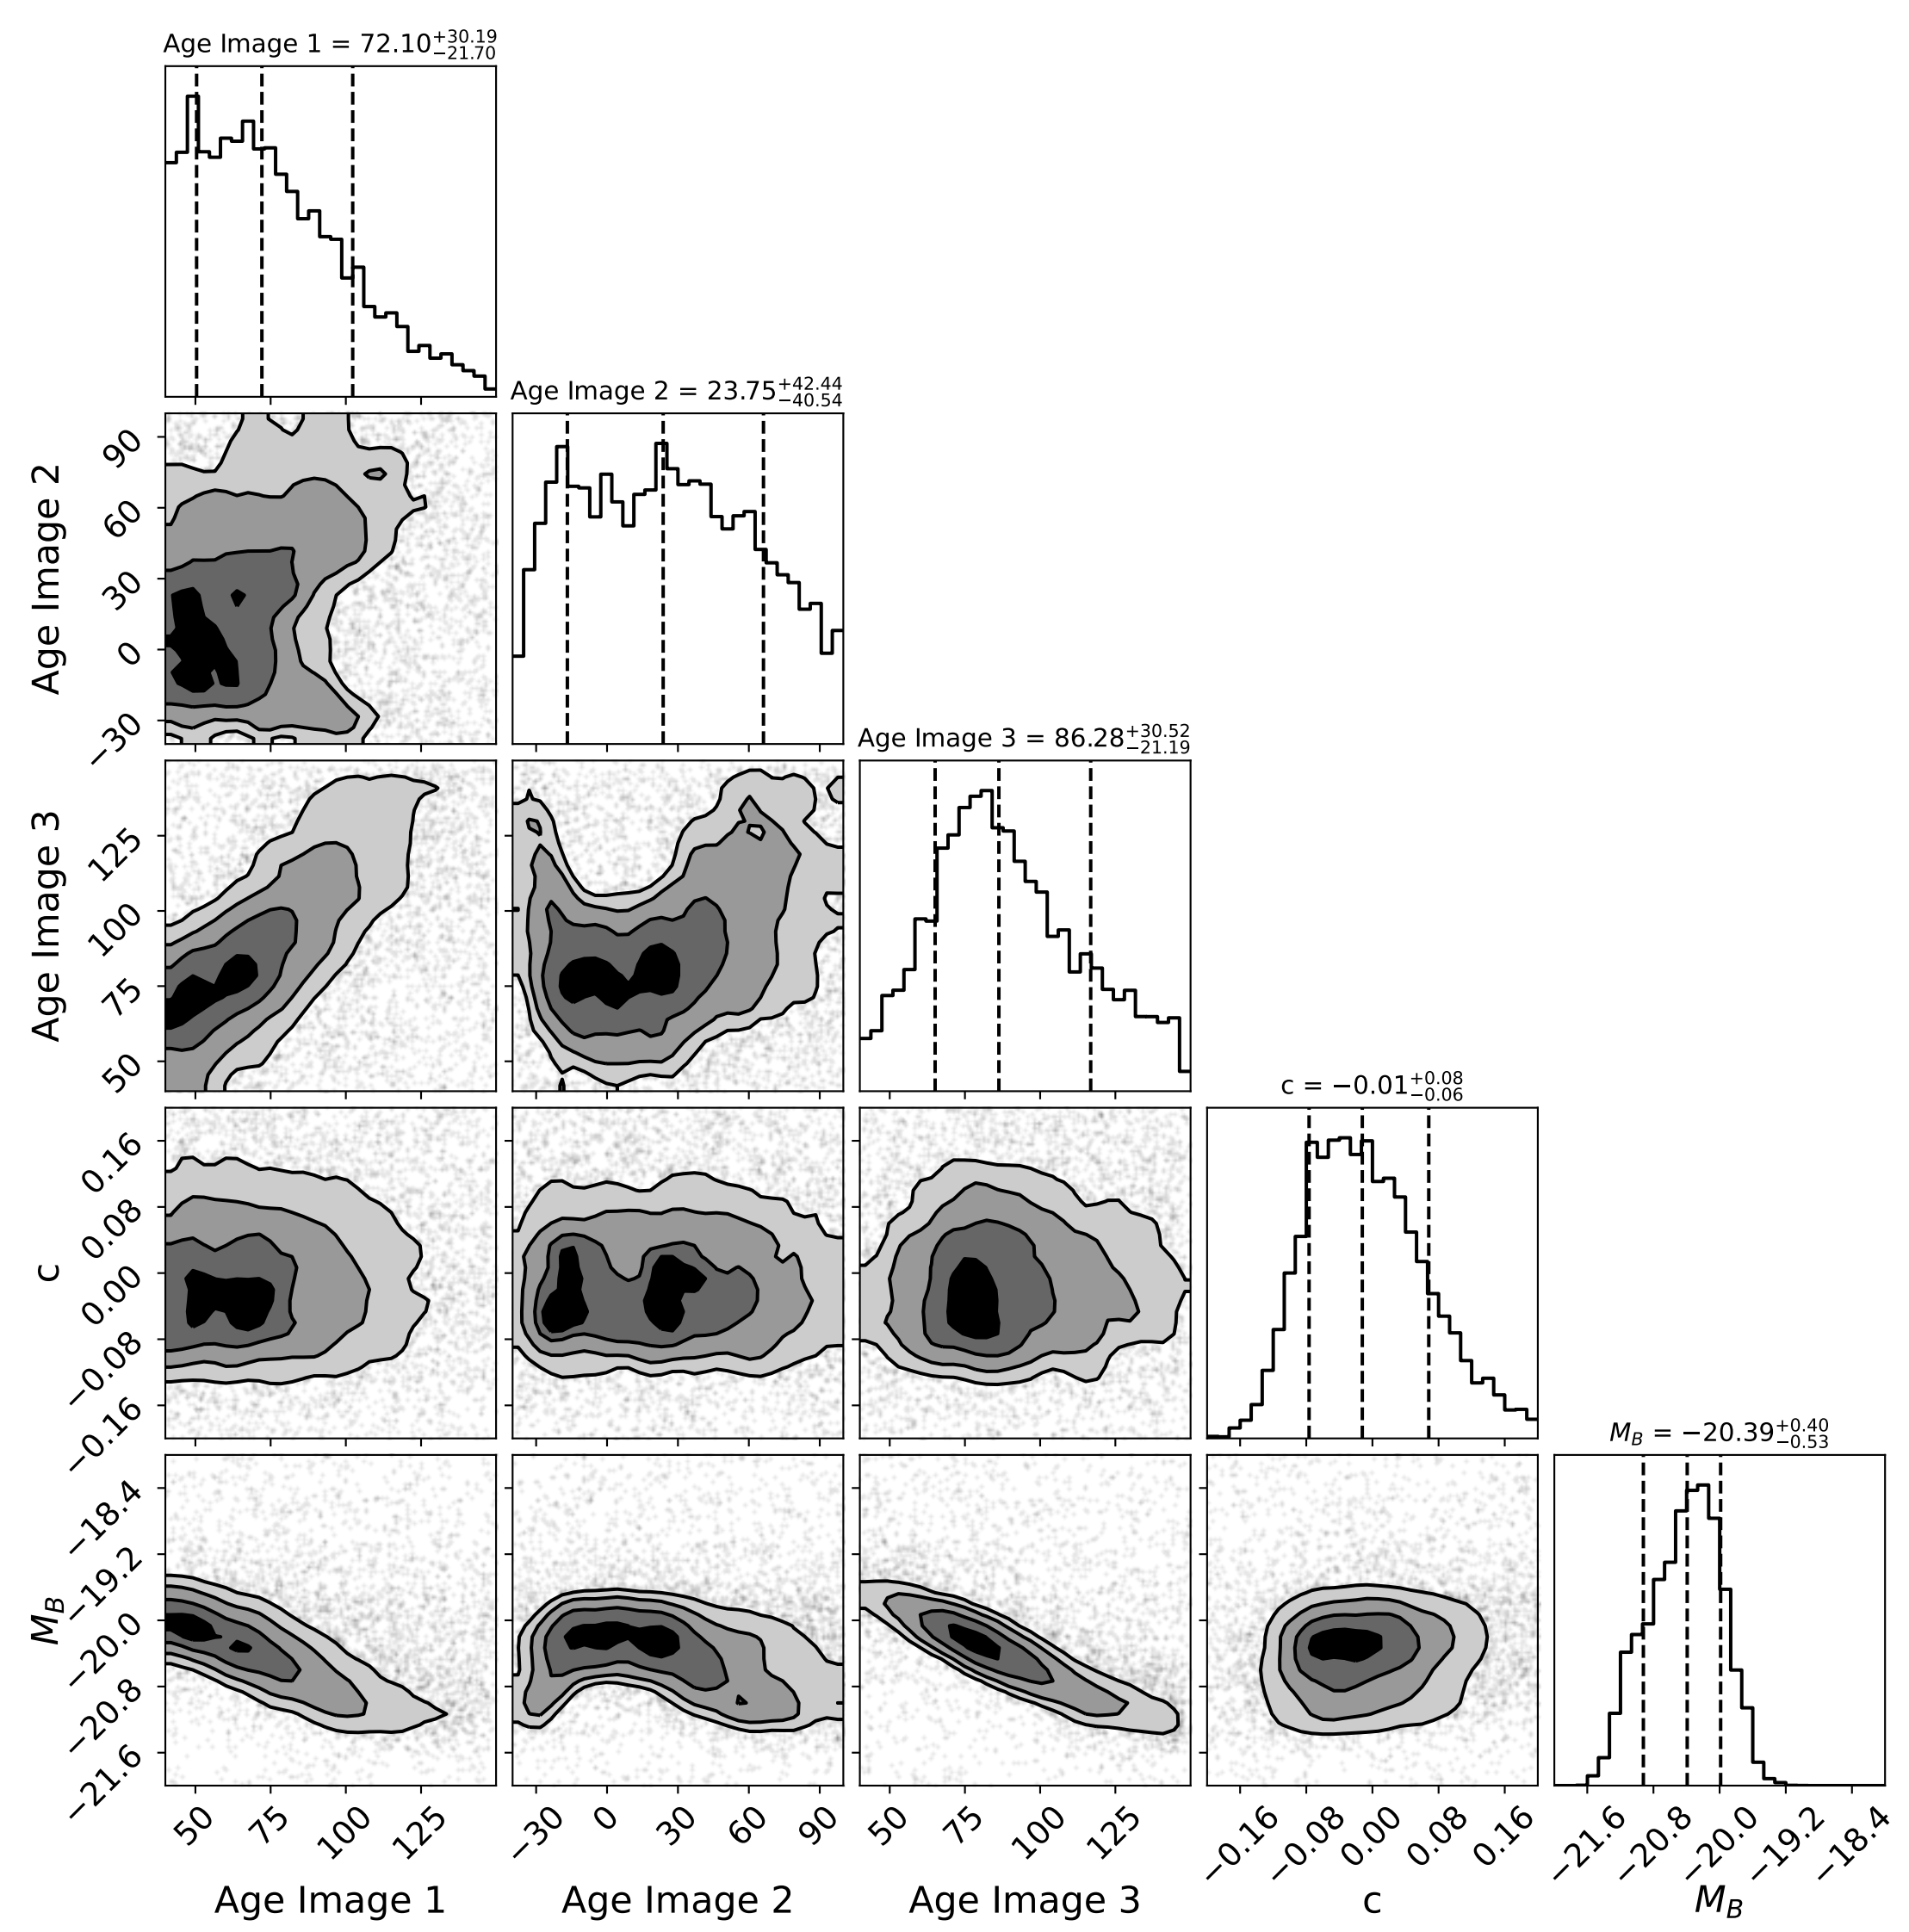 Age Image 1 = 72.10+30.19−21.70
Age Image 2 = 23.75+42.44−40.54
Age Image 2
90
60
30
0
−30
Age Image 3 = 86.28+30.52−21.19
Age Image 3
125
100
75
50
c = −0.01+0.08−0.06
c
0.16
0.08
0.00
−0.08
−0.16
M_B = −20.39+0.40−0.53
M_B
−18.4
−19.2
−20.0
−20.8
−21.6
50 75 100 125
−30 0 30 60 90
50 75 100 125
−0.16 −0.08 0.00 0.08 0.16
−21.6 −20.8 −20.0 −19.2 −18.4
Age Image 1
Age Image 2
Age Image 3
c
M_B